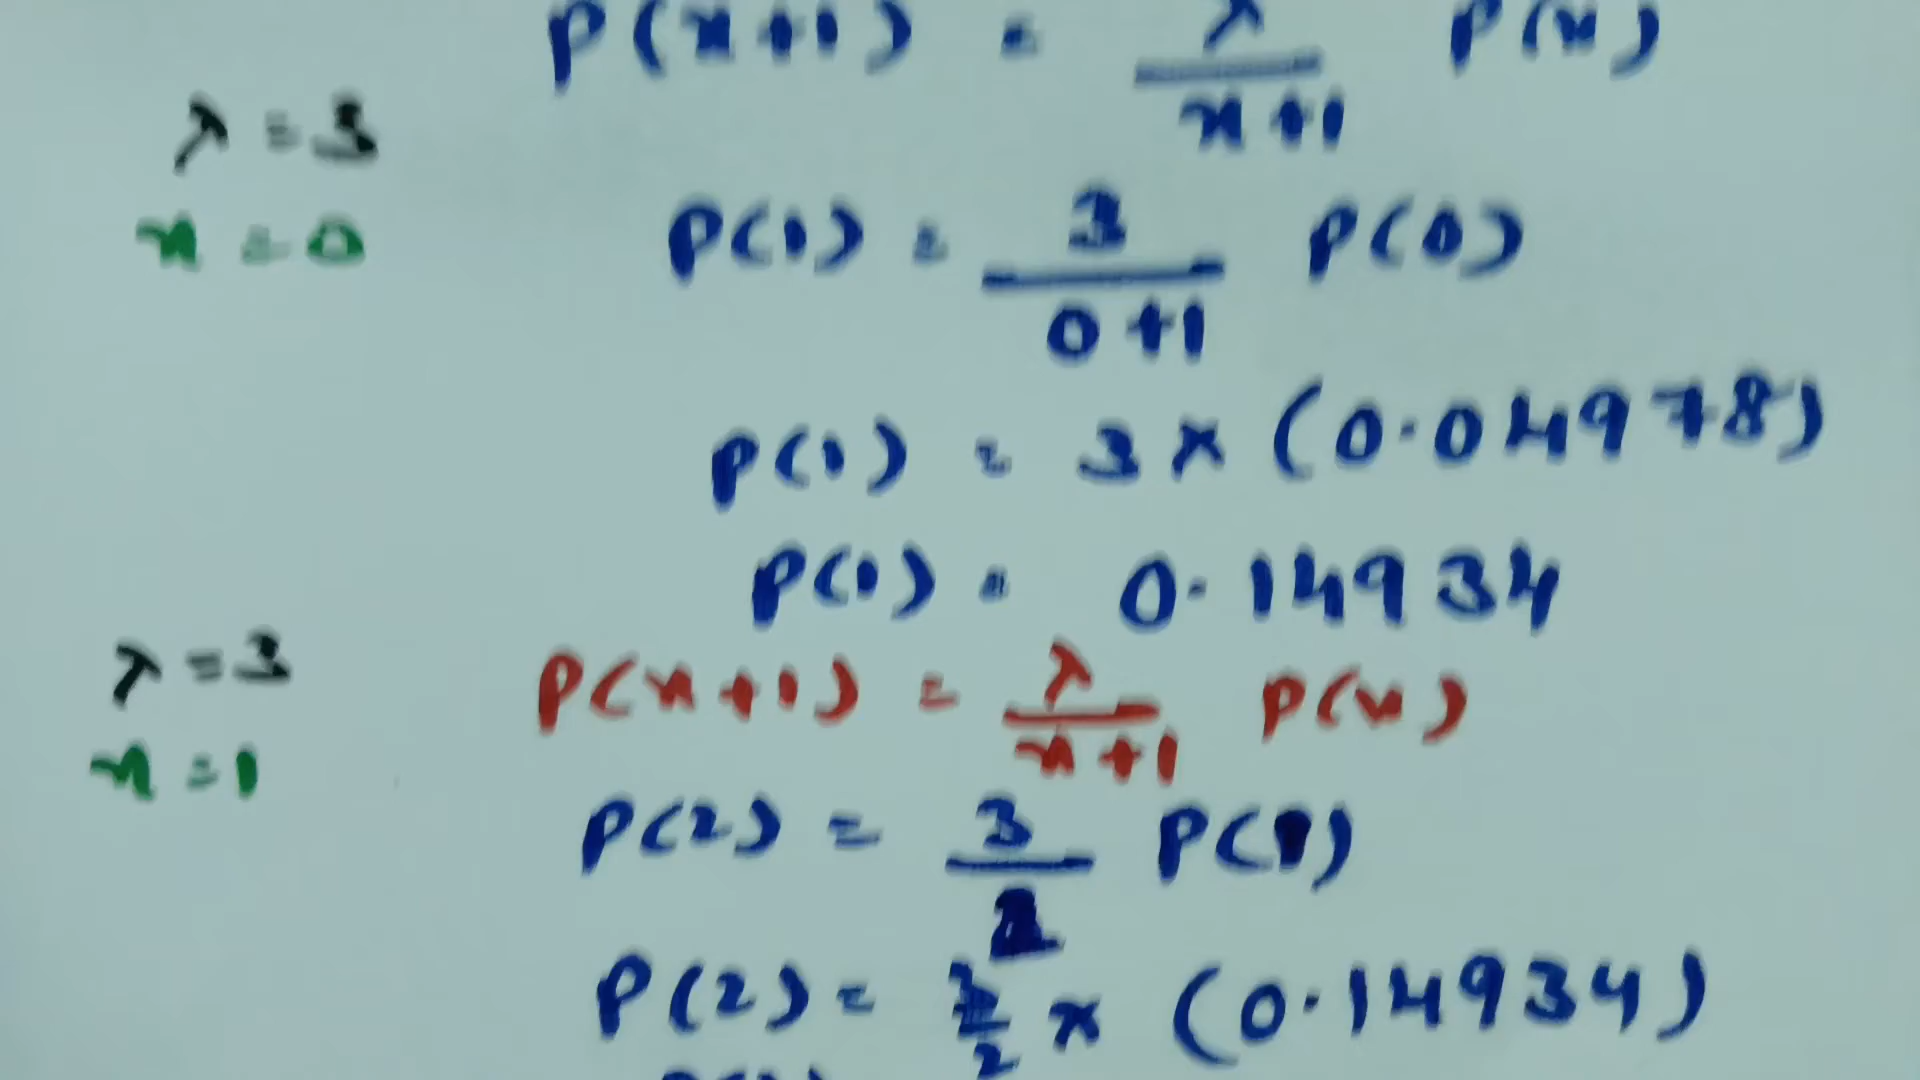 P(x+1) = λ/x+1 P(x)
λ = 3
x = 0
P(1) = 3/0+1 P(0)
P(1) = 3 × (0.04978)
P(1) = 0.14934
λ = 3
x = 1
P(x+1) = λ/x+1 P(x)
P(2) = 3/2 P(1)
P(2) = 3/2 × (0.14934)